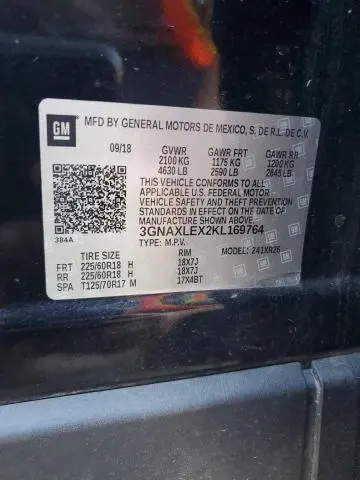 GM
MFD BY GENERAL MOTORS DE MEXICO, S. DE R.L. DE C.V.
09/18 GVWR GAWR FRT GAWR RR
2100 KG 1175 KG 1200 KG
4630 LB 2590 LB 2645 LB
THIS VEHICLE CONFORMS TO ALL
APPLICABLE U.S. FEDERAL MOTOR
VEHICLE SAFETY AND THEFT
PREVENTION STANDARDS IN
EFFECT ON THE DATE OF
MANUFACTURE SHOWN ABOVE.
384A 3GNAXLEX2KL169764
TYPE: M.P.V. MODEL: 241XR26
TIRE SIZE RIM
FRT 225/60R18 H 18X7J
RR 225/60R18 H 18X7J
SPA T125/70R17 M 17X4BT